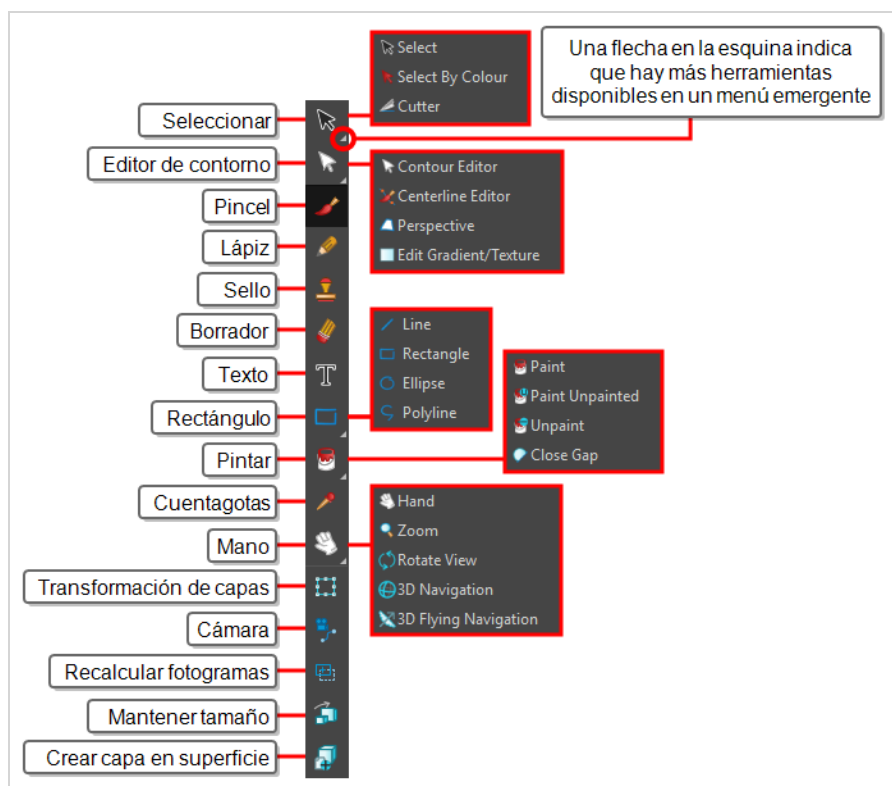 Select
Select By Colour
Cutter
Una flecha en la esquina indica
que hay más herramientas
disponibles en un menú emergente
Seleccionar
Editor de contorno
Contour Editor
Centerline Editor
Perspective
Edit Gradient/Texture
Pincel
Lápiz
Sello
Borrador
Texto
Rectángulo
Line
Rectangle
Ellipse
Polyline
Pintar
Paint
Paint Unpainted
Unpaint
Close Gap
Cuentagotas
Mano
Hand
Zoom
Rotate View
3D Navigation
3D Flying Navigation
Transformación de capas
Cámara
Recalcular fotogramas
Mantener tamaño
Crear capa en superficie